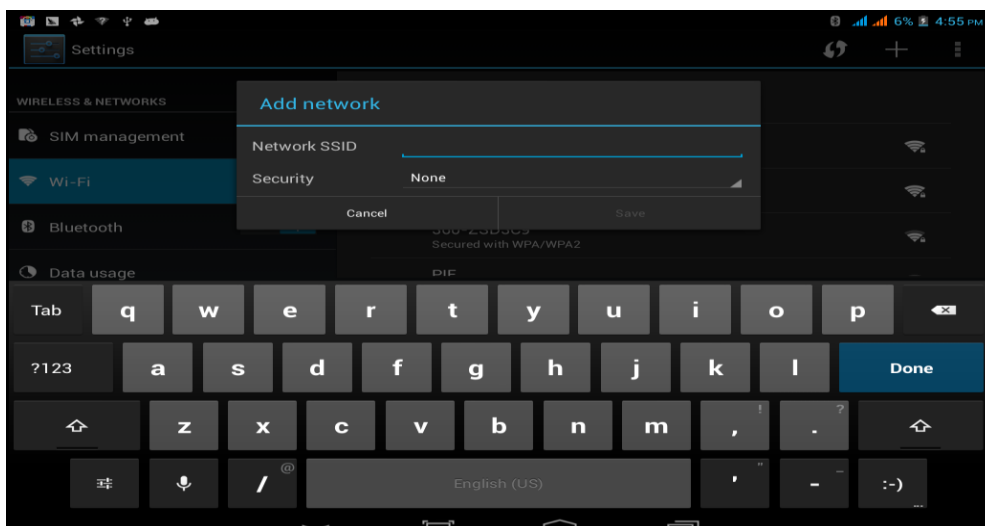 6% 4:55 PM
Settings
WIRELESS & NETWORKS
SIM management
Wi-Fi
Bluetooth
Data usage
Add network
Network SSID
Security None
Cancel Save
Secured with WPA/WPA2
Tab q w e r t y u i o p
?123 a s d f g h j k l Done
z x c v b n m , ! . ?
/ @ English (US) ' " - _ :-) ...